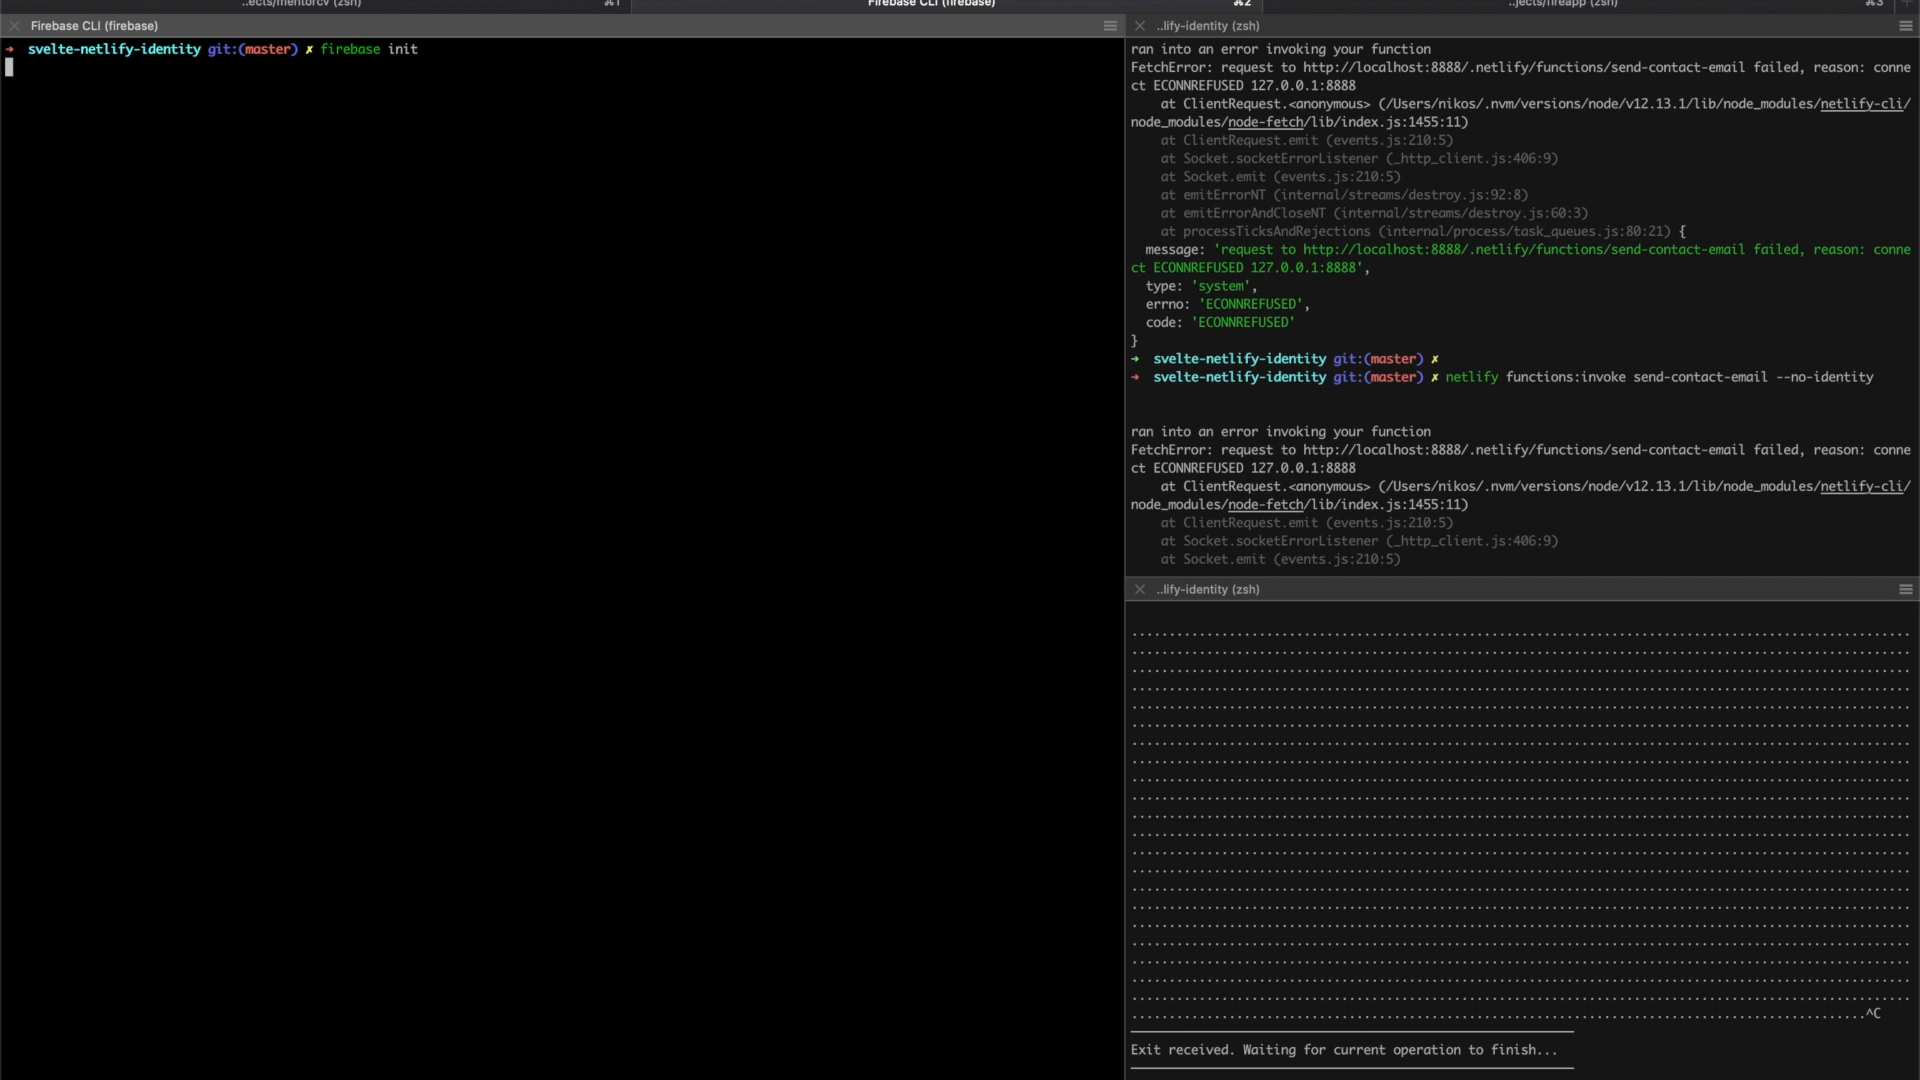 ..ects/mentorcv (zsh)
⌘1
Firebase CLI (firebase)
⌘2
..jects/fireapp (zsh)
⌘3
Firebase CLI (firebase)
➜ svelte-netlify-identity git:(master) ✗ firebase init
..lify-identity (zsh)
ran into an error invoking your function
FetchError: request to http://localhost:8888/.netlify/functions/send-contact-email failed, reason: conne
ct ECONNREFUSED 127.0.0.1:8888
at ClientRequest.<anonymous> (/Users/nikos/.nvm/versions/node/v12.13.1/lib/node_modules/netlify-cli/
node_modules/node-fetch/lib/index.js:1455:11)
at ClientRequest.emit (events.js:210:5)
at Socket.socketErrorListener (_http_client.js:406:9)
at Socket.emit (events.js:210:5)
at emitErrorNT (internal/streams/destroy.js:92:8)
at emitErrorAndCloseNT (internal/streams/destroy.js:60:3)
at processTicksAndRejections (internal/process/task_queues.js:80:21) {
message: 'request to http://localhost:8888/.netlify/functions/send-contact-email failed, reason: conne
ct ECONNREFUSED 127.0.0.1:8888',
type: 'system',
errno: 'ECONNREFUSED',
code: 'ECONNREFUSED'
}
➜ svelte-netlify-identity git:(master) ✗
➜ svelte-netlify-identity git:(master) ✗ netlify functions:invoke send-contact-email --no-identity
ran into an error invoking your function
FetchError: request to http://localhost:8888/.netlify/functions/send-contact-email failed, reason: conne
ct ECONNREFUSED 127.0.0.1:8888
at ClientRequest.<anonymous> (/Users/nikos/.nvm/versions/node/v12.13.1/lib/node_modules/netlify-cli/
node_modules/node-fetch/lib/index.js:1455:11)
at ClientRequest.emit (events.js:210:5)
at Socket.socketErrorListener (_http_client.js:406:9)
at Socket.emit (events.js:210:5)
..lify-identity (zsh)
^C
Exit received. Waiting for current operation to finish...